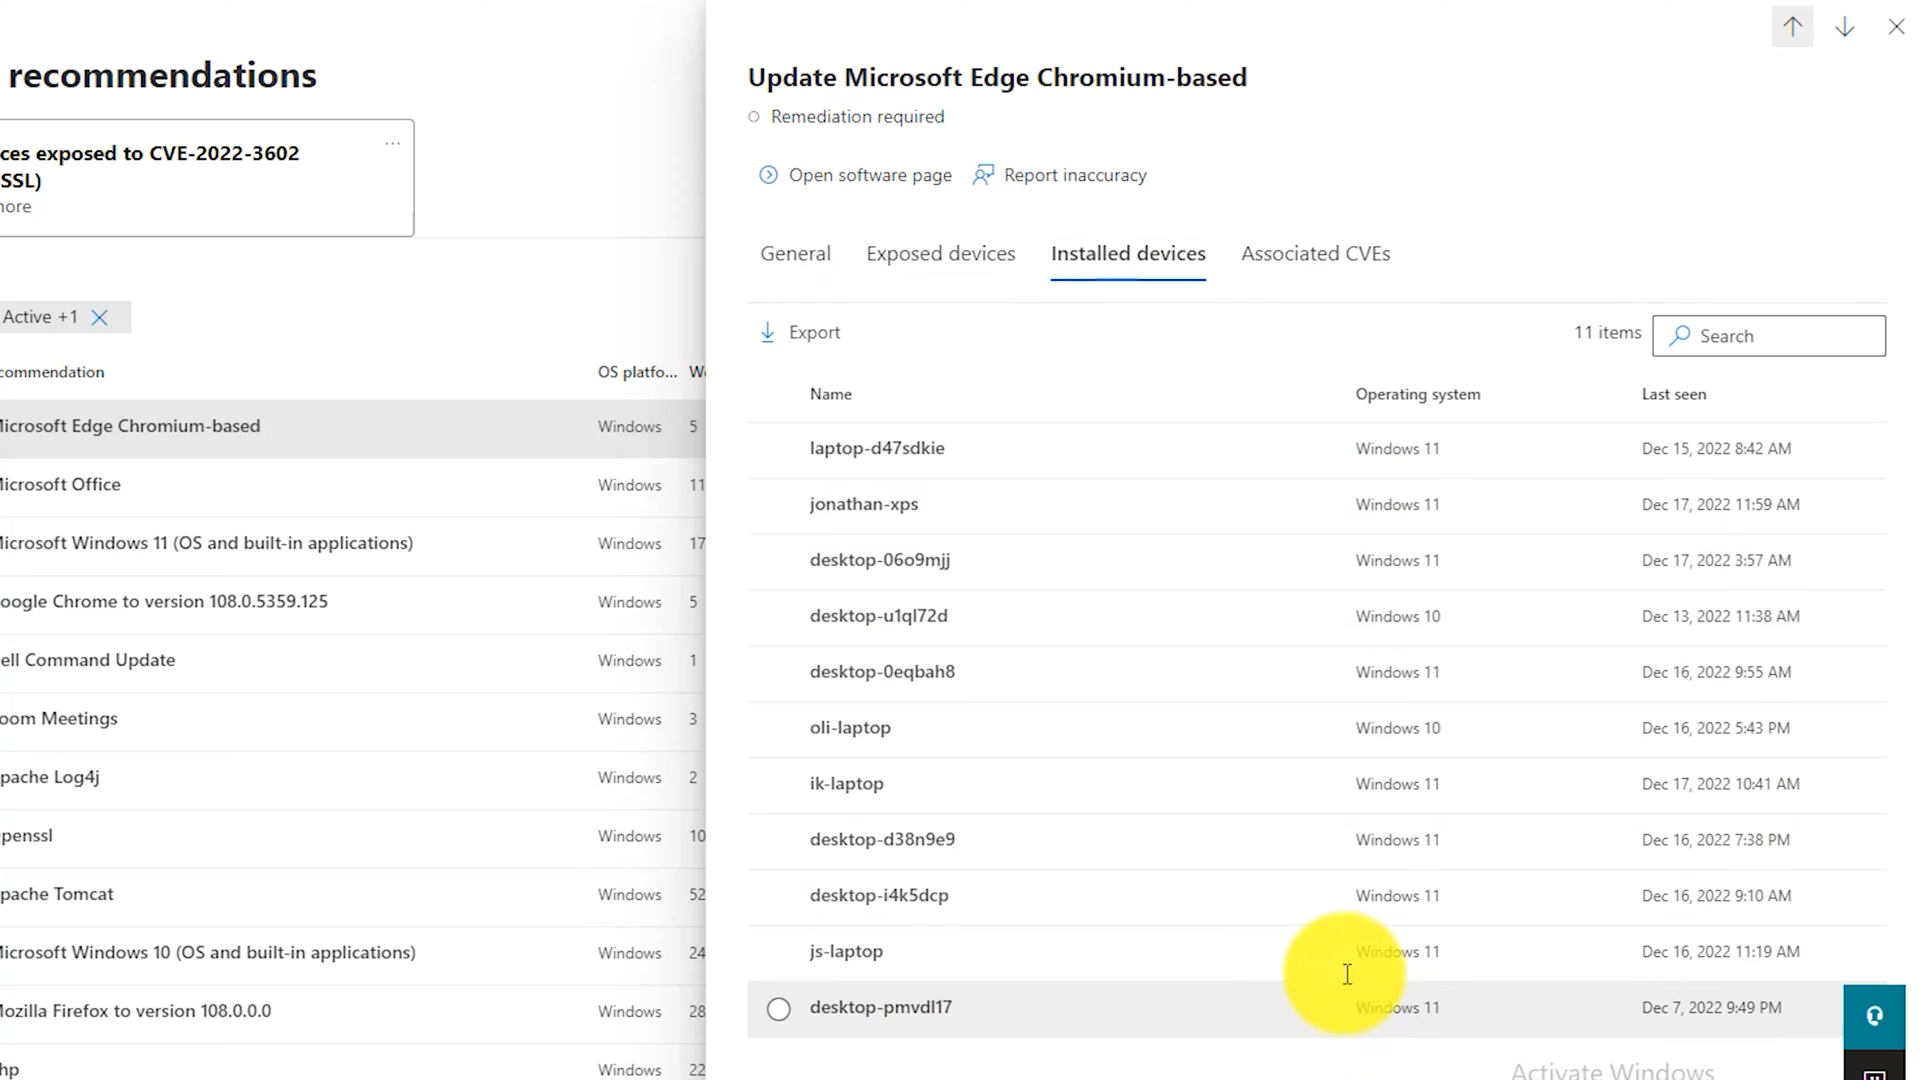 recommendations
ces exposed to CVE-2022-3602
SSL)
nore
...
Active +1
commendation OS platfo... We
Microsoft Edge Chromium-based Windows 5
Microsoft Office Windows 11
Microsoft Windows 11 (OS and built-in applications) Windows 17
oogle Chrome to version 108.0.5359.125 Windows 5
ell Command Update Windows 1
oom Meetings Windows 3
pache Log4j Windows 2
penssl Windows 10
pache Tomcat Windows 52
Microsoft Windows 10 (OS and built-in applications) Windows 24
Mozilla Firefox to version 108.0.0.0 Windows 28
hp Windows 22
Update Microsoft Edge Chromium-based
Remediation required
Open software page Report inaccuracy
General Exposed devices Installed devices Associated CVEs
Export 11 items Search
Name Operating system Last seen
laptop-d47sdkie Windows 11 Dec 15, 2022 8:42 AM
jonathan-xps Windows 11 Dec 17, 2022 11:59 AM
desktop-06o9mjj Windows 11 Dec 17, 2022 3:57 AM
desktop-u1ql72d Windows 10 Dec 13, 2022 11:38 AM
desktop-0eqbah8 Windows 11 Dec 16, 2022 9:55 AM
oli-laptop Windows 10 Dec 16, 2022 5:43 PM
ik-laptop Windows 11 Dec 17, 2022 10:41 AM
desktop-d38n9e9 Windows 11 Dec 16, 2022 7:38 PM
desktop-i4k5dcp Windows 11 Dec 16, 2022 9:10 AM
js-laptop Windows 11 Dec 16, 2022 11:19 AM
desktop-pmvdl17 Windows 11 Dec 7, 2022 9:49 PM
Activate Windows